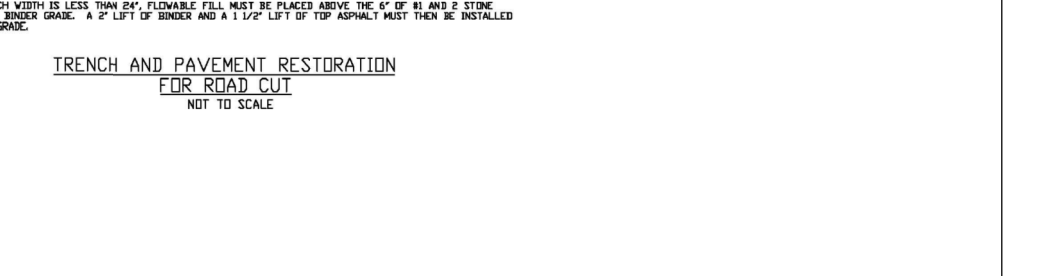 CH WIDTH IS LESS THAN 24", FLOWABLE FILL MUST BE PLACED ABOVE THE 6" OF #1 AND 2 STONE
BINDER GRADE. A 2" LIFT OF BINDER AND A 1 1/2" LIFT OF TOP ASPHALT MUST THEN BE INSTALLED
GRADE.
TRENCH AND PAVEMENT RESTORATION
FOR ROAD CUT
NOT TO SCALE